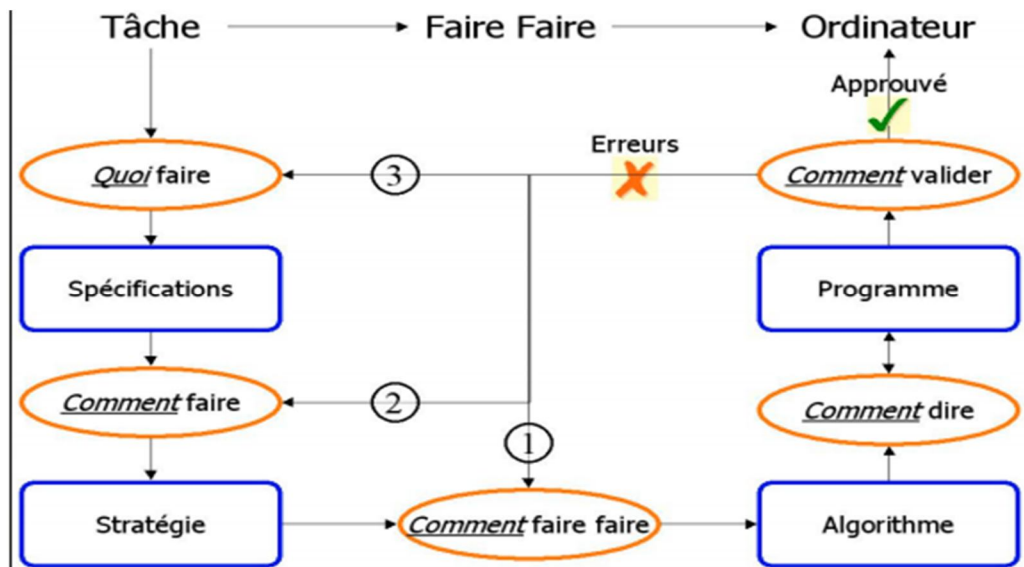 Tâche
Faire Faire
Ordinateur
Approuvé
Erreurs
Quoi faire
3
Comment valider
Spécifications
Programme
Comment faire
2
Comment dire
1
Stratégie
Comment faire faire
Algorithme